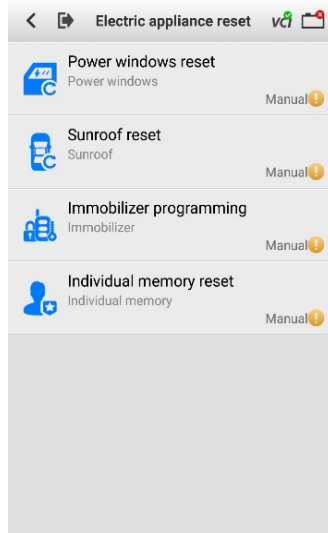 Electric appliance reset vci
Power windows reset
Power windows
Manual
Sunroof reset
Sunroof
Manual
Immobilizer programming
Immobilizer
Manual
Individual memory reset
Individual memory
Manual